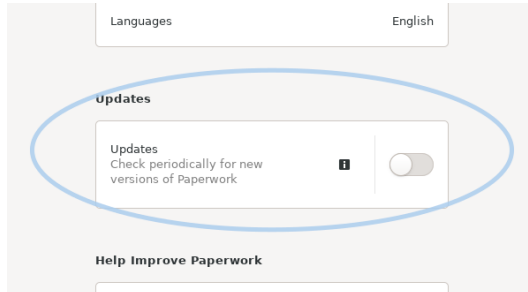 Languages English
Updates
Updates
Check periodically for new
versions of Paperwork
Help Improve Paperwork